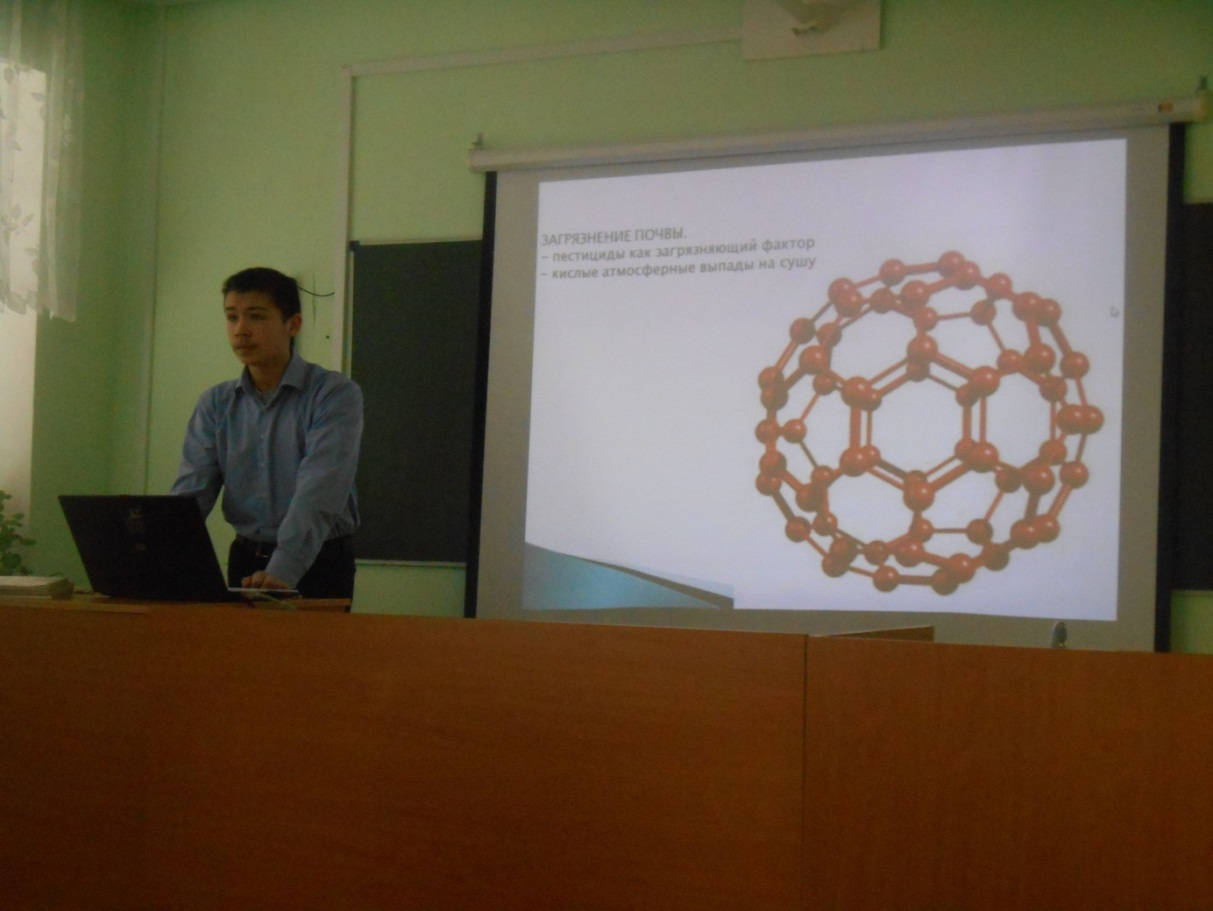 ЗАГРЯЗНЕНИЕ ПОЧВЫ.
– пестициды как загрязняющий фактор
– кислые атмосферные выпады на сушу